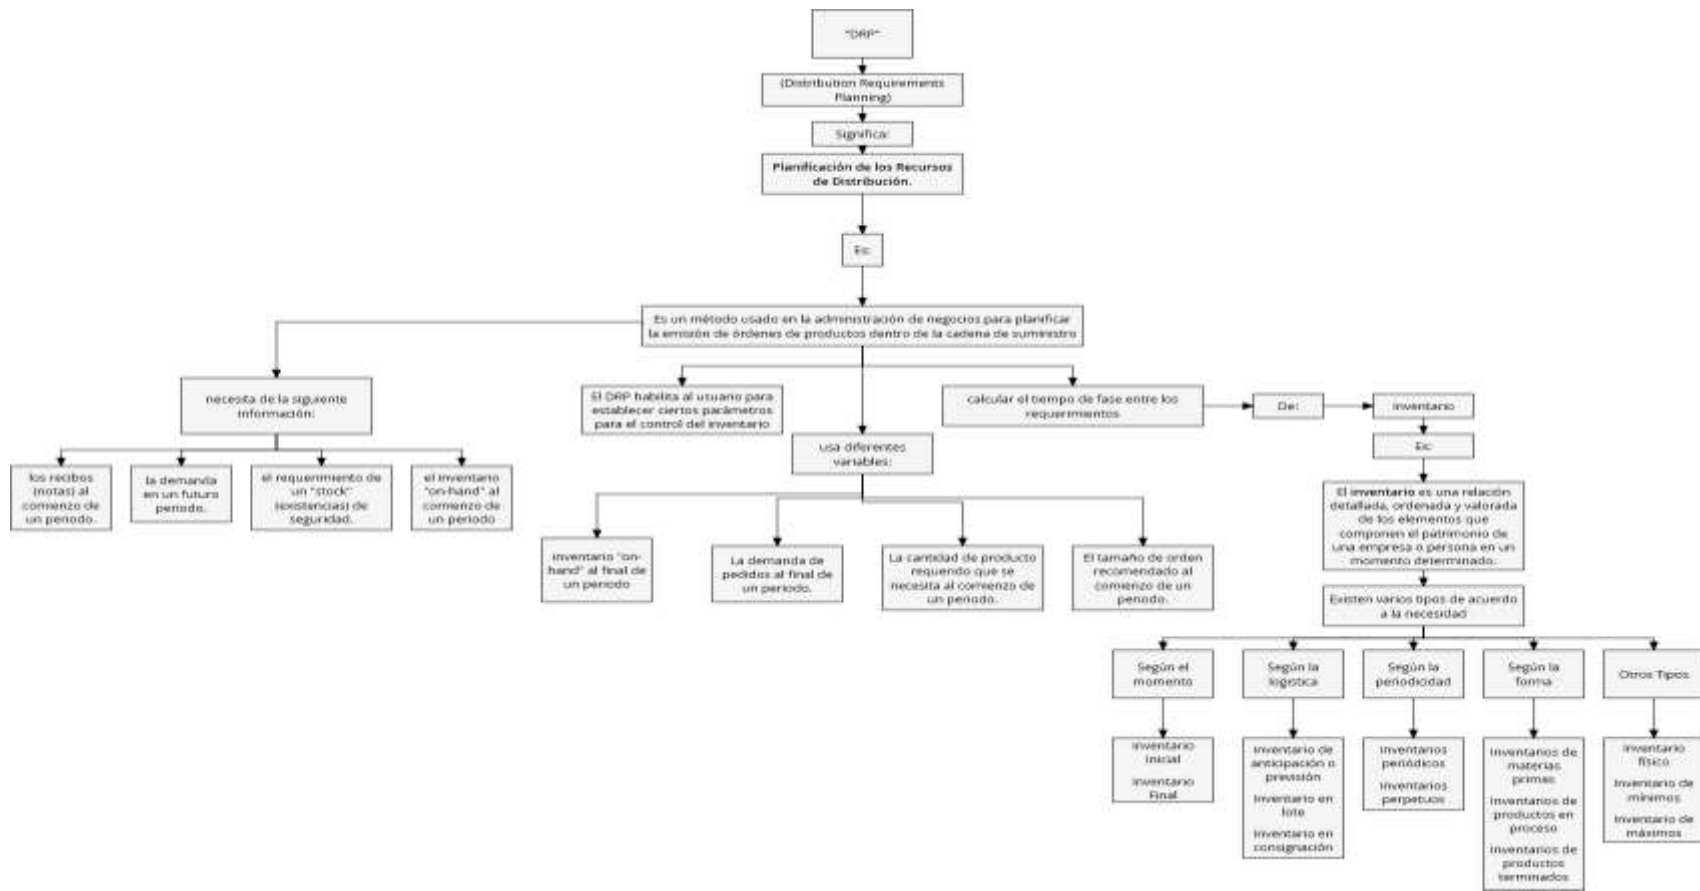 "DRP"
(Distribution Requirements
Planning)
Significa:
Planificación de los Recursos
de Distribución.
Es:
Es un método usado en la administración de negocios para planificar
la emisión de órdenes de productos dentro de la cadena de suministro
necesita de la siguiente
información:
los recibos
(notas) al
comienzo de
un periodo.
la demanda
en un futuro
periodo.
el requerimiento de
un "stock"
(existencias) de
seguridad.
el inventario
"on-hand" al
comienzo de
un periodo
El DRP habilita al usuario para
establecer ciertos parámetros
para el control del inventario
usa diferentes
variables:
inventario "on-
hand" al final de
un periodo
La demanda de
pedidos al final de
un periodo.
La cantidad de producto
requerido que se
necesita al comienzo de
un periodo.
El tamaño de orden
recomendado al
comienzo de un
periodo.
calcular el tiempo de fase entre los
requerimientos
De:
inventario
Es:
El inventario es una relación
detallada, ordenada y valorada
de los elementos que
componen el patrimonio de
una empresa o persona en un
momento determinado.
Existen varios tipos de acuerdo
a la necesidad
Según el
momento
Inventario
Inicial
Inventario
Final
Según la
logística
Inventario de
anticipación o
previsión
Inventario en
lote
Inventario en
consignación
Según la
periodicidad
Inventarios
periódicos
Inventarios
perpetuos
Según la
forma
Inventarios de
materias
primas
Inventarios de
productos en
proceso
Inventarios de
productos
terminados
Otros Tipos
Inventario
físico
Inventario de
mínimos
Inventario de
máximos